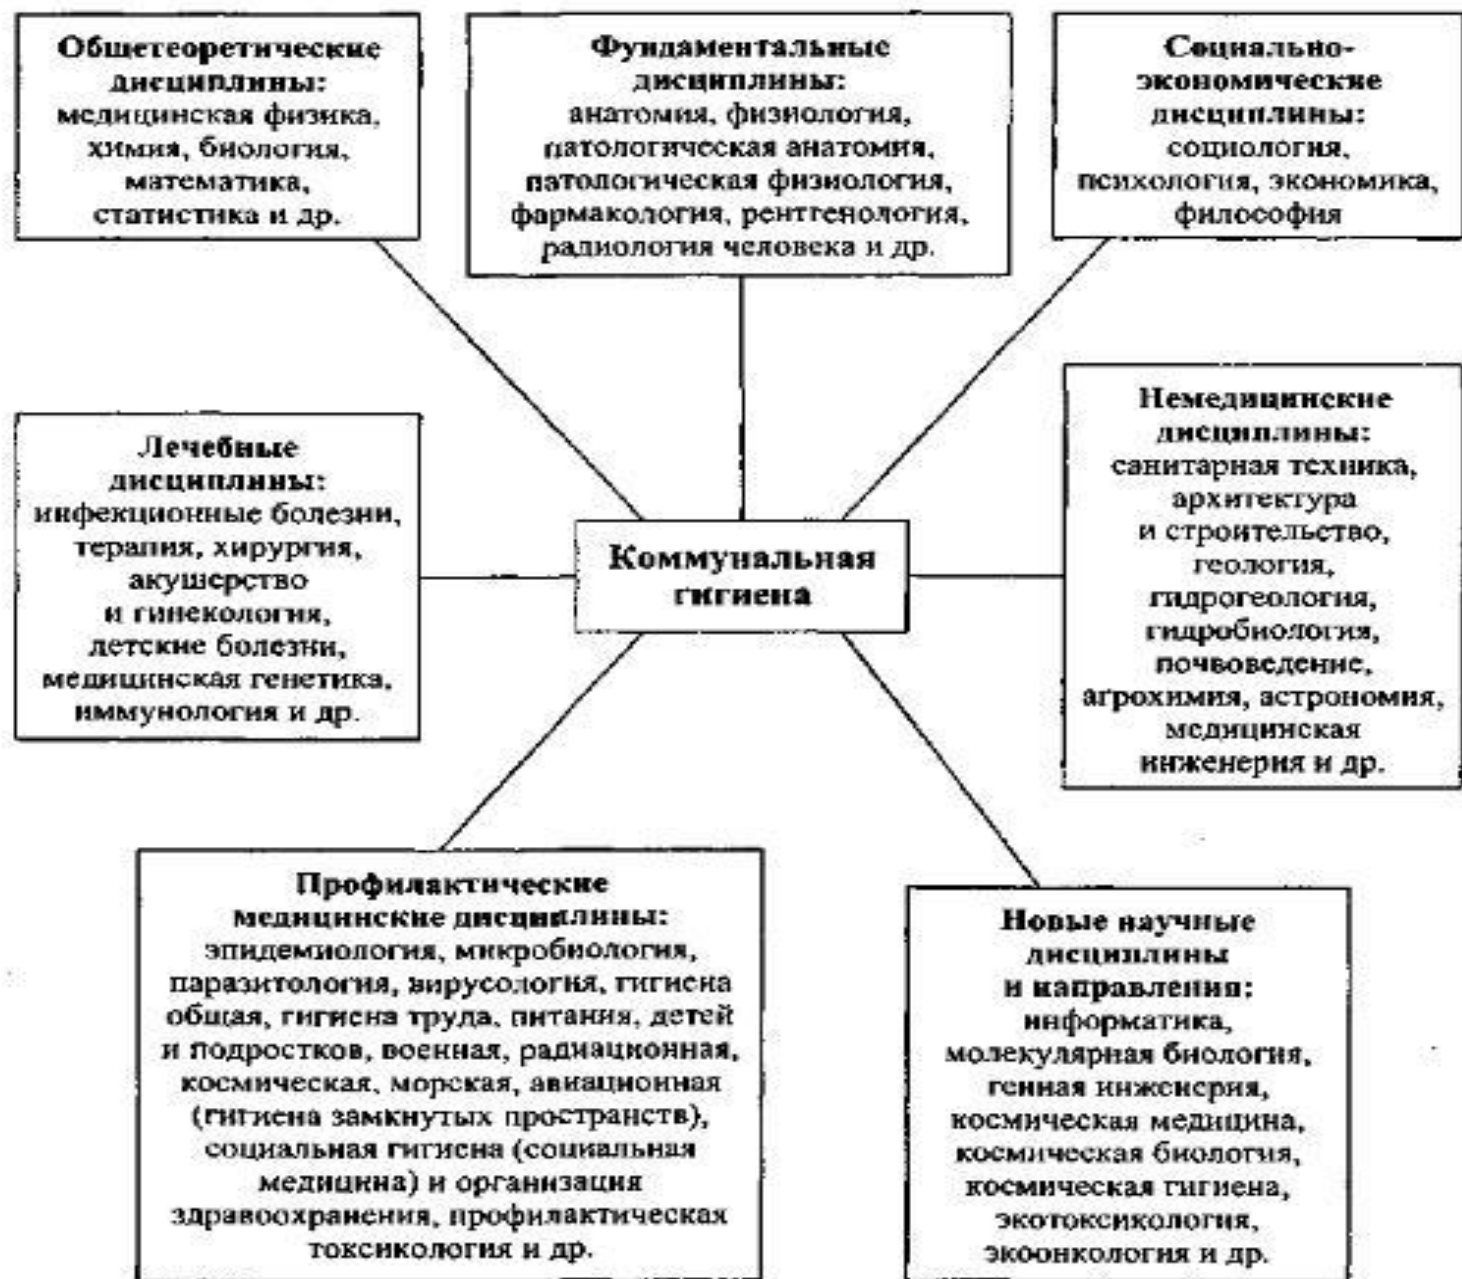 Общетеоретические
дисциплины:
медицинская физика,
химия, биология,
математика,
статистика и др.
Фундаментальные
дисциплины:
анатомия, физиология,
патологическая анатомия,
патологическая физиология,
фармакология, рентгенология,
радиология человека и др.
Социально-
экономические
дисциплины:
социология,
психология, экономика,
философия
Лечебные
дисциплины:
инфекционные болезни,
терапия, хирургия,
акушерство
и гинекология,
детские болезни,
медицинская генетика,
иммунология и др.
Коммунальная
гигиена
Немедицинские
дисциплины:
санитарная техника,
архитектура
и строительство,
геология,
гидрогеология,
гидробиология,
почвоведение,
агрохимия, астрономия,
медицинская
инженерия и др.
Профилактические
медицинские дисциплины:
эпидемиология, микробиология,
паразитология, вирусология, гигиена
общая, гигиена труда, питания, детей
и подростков, военная, радиационная,
космическая, морская, авиационная
(гигиена замкнутых пространств),
социальная гигиена (социальная
медицина) и организация
здравоохранения, профилактическая
токсикология и др.
Новые научные
дисциплины
и направления:
информатика,
молекулярная биология,
генная инженерия,
космическая медицина,
космическая биология,
космическая гигиена,
экотоксикология,
экоонкология и др.